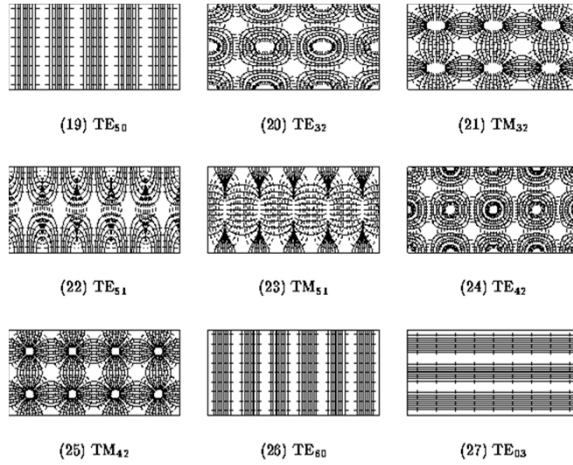 (19) TE₅₀ (20) TE₃₂ (21) TM₃₂
(22) TE₅₁ (23) TM₅₁ (24) TE₄₂
(25) TM₄₂ (26) TE₆₀ (27) TE₀₃